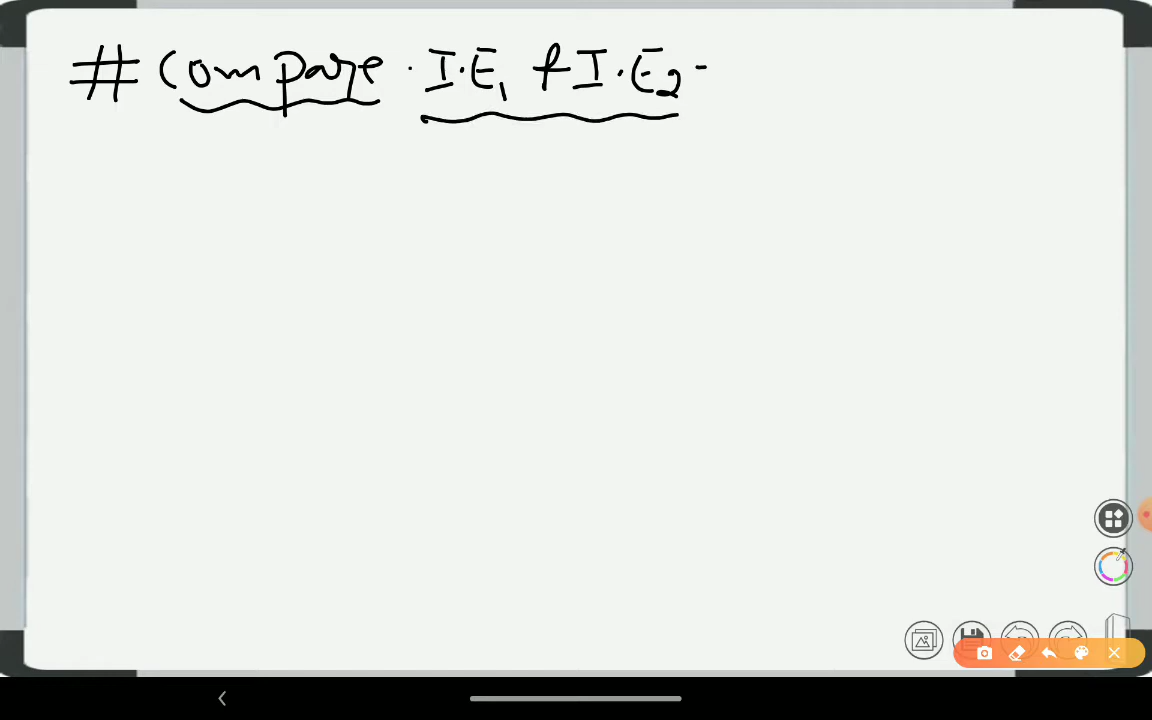 # Compare I.E₁ & I.E₂ -